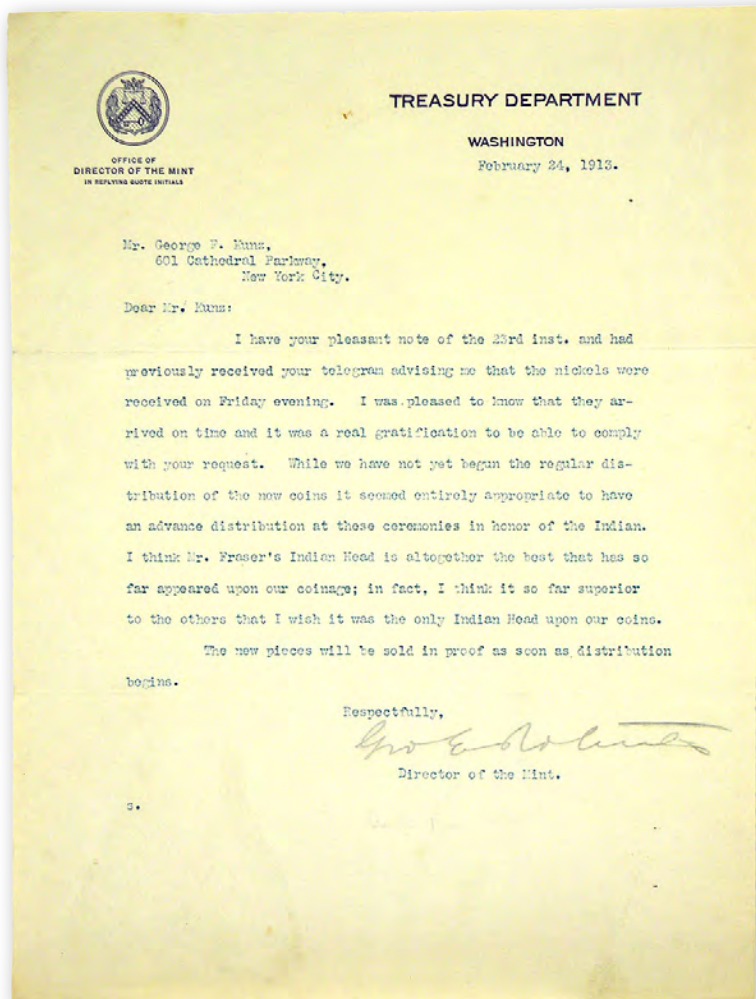 TREASURY DEPARTMENT
WASHINGTON
February 24, 1913.
OFFICE OF
DIRECTOR OF THE MINT
IN REPLYING QUOTE INITIALS
Mr. George F. Kunz,
601 Cathedral Parkway,
New York City.
Dear Mr. Kunz:
I have your pleasant note of the 23rd inst. and had
previously received your telegram advising me that the nickels were
received on Friday evening. I was pleased to know that they ar-
rived on time and it was a real gratification to be able to comply
with your request. While we have not yet begun the regular dis-
tribution of the new coins it seemed entirely appropriate to have
an advance distribution at these ceremonies in honor of the Indian.
I think Mr. Fraser's Indian Head is altogether the best that has so
far appeared upon our coinage; in fact, I think it so far superior
to the others that I wish it was the only Indian Head upon our coins.
The new pieces will be sold in proof as soon as distribution
begins.
Respectfully,
Geo E Roberts
Director of the Mint.
s.